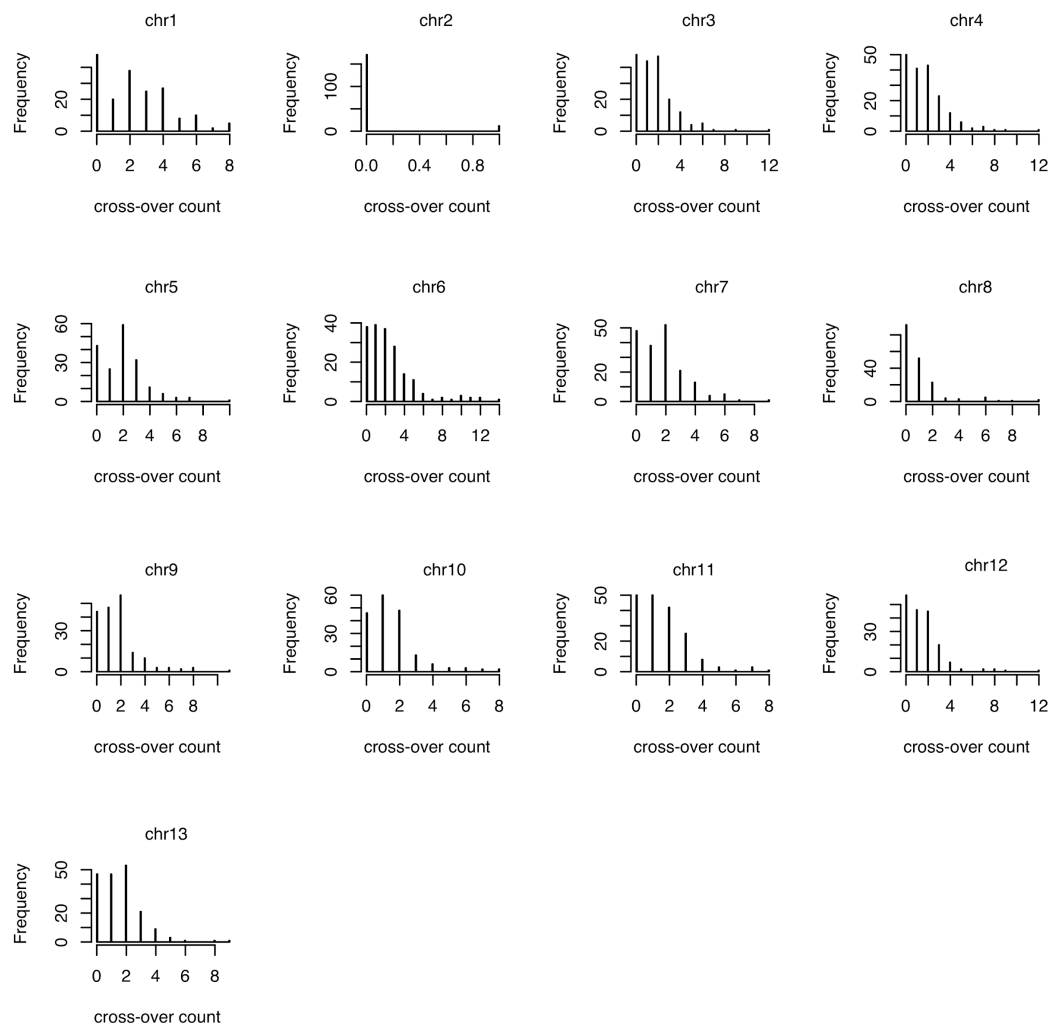 chr1 chr2 chr3 chr4
Frequency Frequency Frequency Frequency
20 100 20 50
0 0 0 20
0
0 2 4 6 8 0.0 0.4 0.8 0 4 8 12 0 4 8 12
cross-over count cross-over count cross-over count cross-over count
chr5 chr6 chr7 chr8
Frequency Frequency Frequency Frequency
60 40 50 40
30 20 20 0
0 0 0
0 2 4 6 8 0 4 8 12 0 2 4 6 8 0 2 4 6 8
cross-over count cross-over count cross-over count cross-over count
chr9 chr10 chr11 chr12
Frequency Frequency Frequency Frequency
30 60 50 30
0 30 20 0
0 0
0 2 4 6 8 0 2 4 6 8 0 2 4 6 8 0 4 8 12
cross-over count cross-over count cross-over count cross-over count
chr13
Frequency
50
20
0
0 2 4 6 8
cross-over count